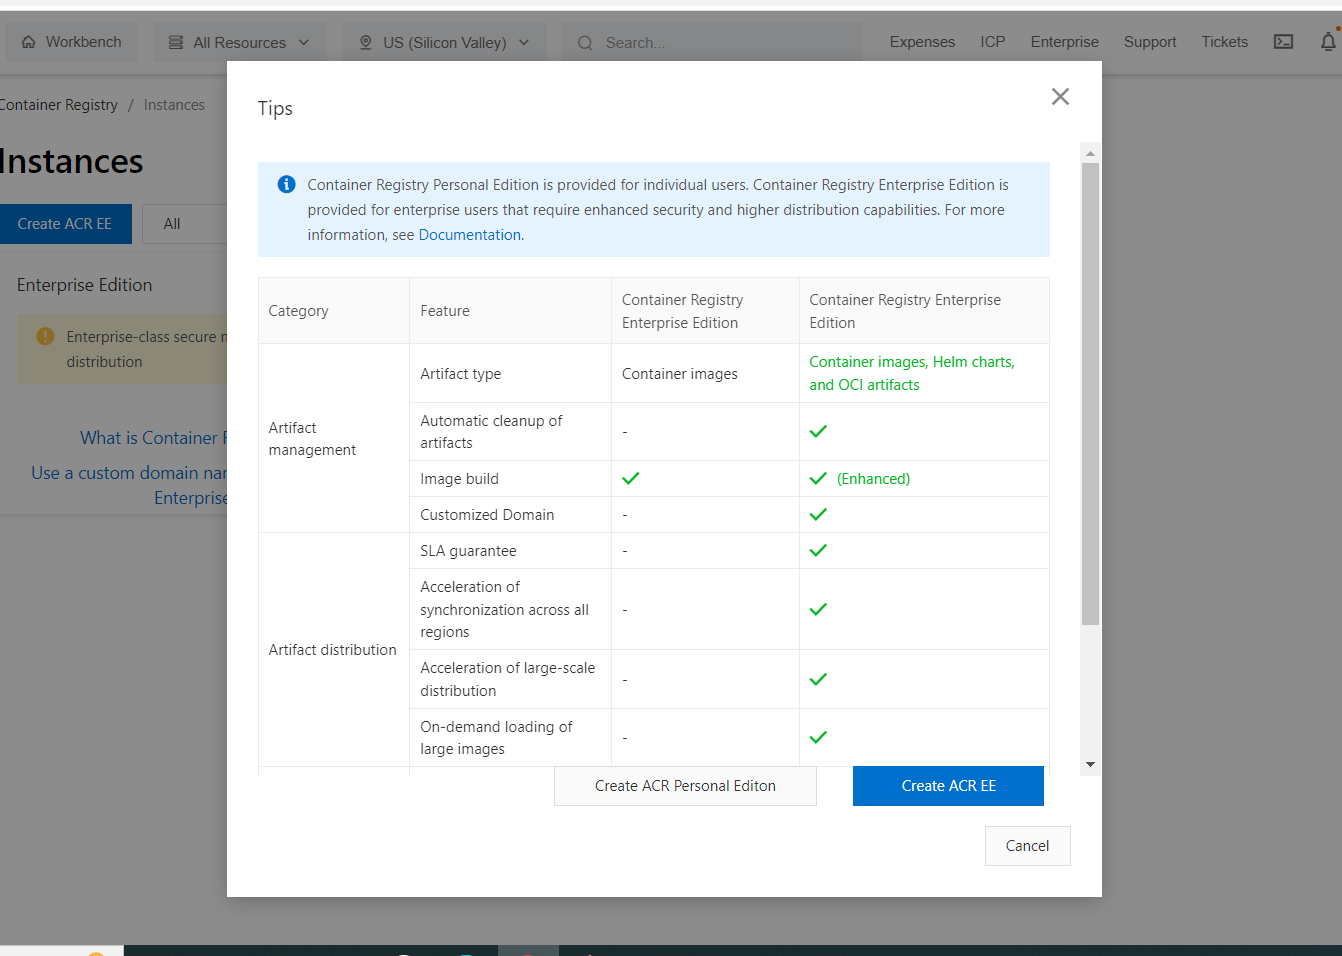 Workbench
All Resources
US (Silicon Valley)
Search...
Expenses
ICP
Enterprise
Support
Tickets
Container Registry / Instances
Instances
Create ACR EE
All
Enterprise Edition
Enterprise-class secure
distribution
What is Container
Use a custom domain
Enterprise
Tips
Container Registry Personal Edition is provided for individual users. Container Registry Enterprise Edition is
provided for enterprise users that require enhanced security and higher distribution capabilities. For more
information, see Documentation.
Category
Feature
Container Registry
Enterprise Edition
Container Registry Enterprise
Edition
Artifact
management
Artifact type
Container images
Container images, Helm charts,
and OCI artifacts
Automatic cleanup of
artifacts
-
Image build
(Enhanced)
Customized Domain
-
Artifact distribution
SLA guarantee
-
Acceleration of
synchronization across all
regions
-
Acceleration of large-scale
distribution
-
On-demand loading of
large images
-
Create ACR Personal Editon
Create ACR EE
Cancel